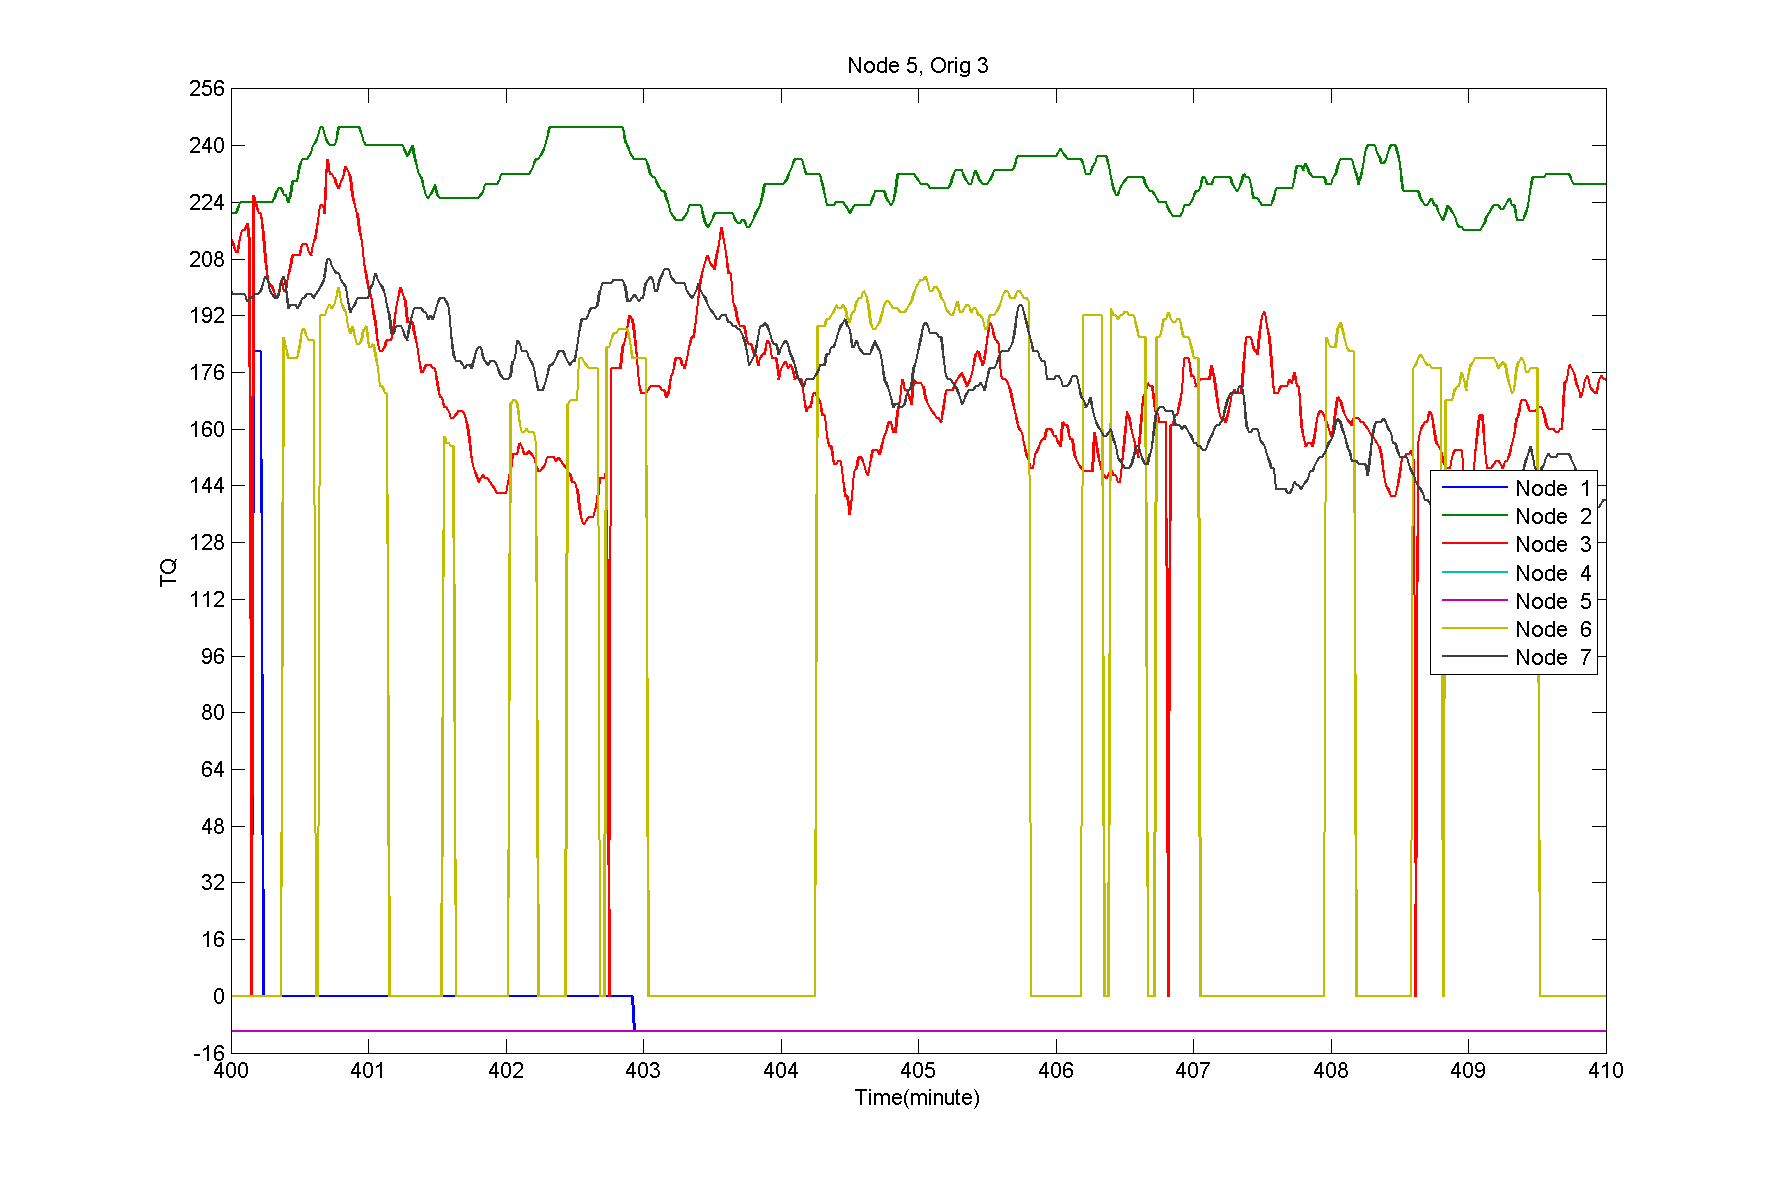 Node 5, Orig 3
256
240
224
208
192
176
160
144
128
112
96
80
64
48
32
16
0
-16
TQ
Node 1
Node 2
Node 3
Node 4
Node 5
Node 6
Node 7
400 401 402 403 404 405 406 407 408 409 410
Time(minute)